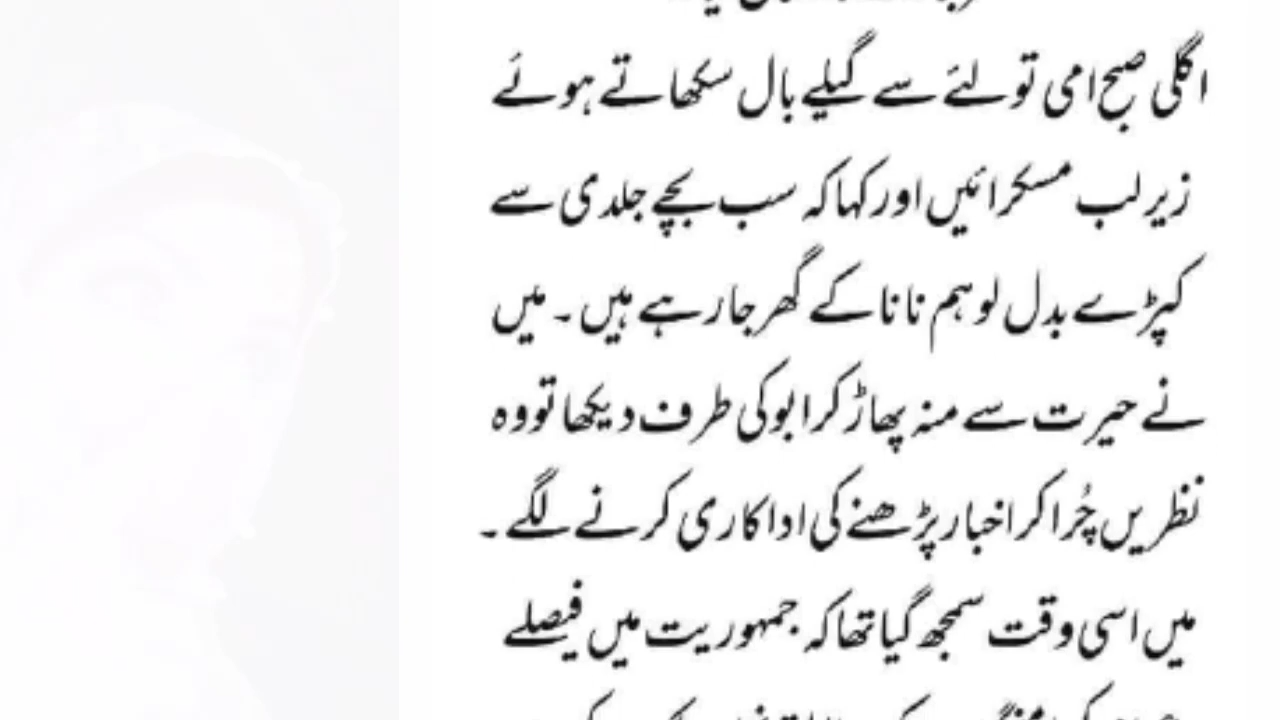 اگلی صبح امی تولئے سے گیلے بال سکھاتے ہوئے
زیر لب مسکرائیں اور کہا کہ سب بچے جلدی سے
کپڑے بدل لو ہم نانا کے گھر جا رہے ہیں ۔ میں
نے حیرت سے منہ پھاڑ کر ابو کی طرف دیکھا تو وہ
نظریں چُرا کر اخبار پڑھنے کی اداکاری کرنے لگے ۔
میں اسی وقت سمجھ گیا تھا کہ جمہوریت میں فیصلے